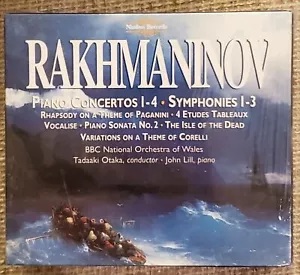 Nimbus Records
RAKHMANINOV
PIANO CONCERTOS 1-4 • SYMPHONIES 1-3
RHAPSODY ON A THEME OF PAGANINI • 4 ETUDES TABLEAUX
VOCALISE • PIANO SONATA NO. 2 • THE ISLE OF THE DEAD
VARIATIONS ON A THEME OF CORELLI
BBC National Orchestra of Wales
Tadaaki Otaka, conductor - John Lill, piano